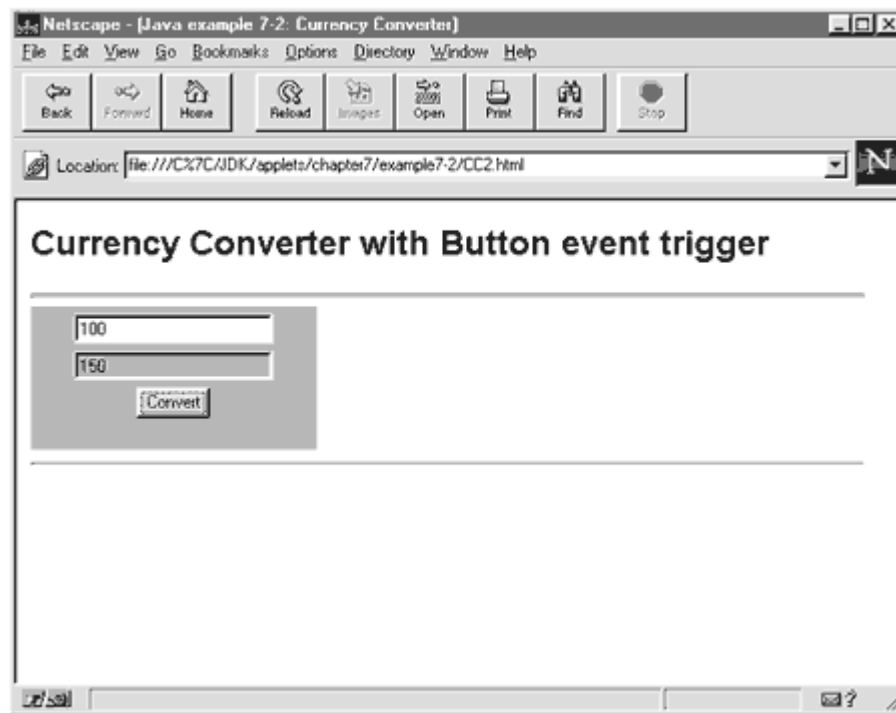 Netscape - [Java example 7-2: Currency Converter]
File Edit View Go Bookmarks Options Directory Window Help
Back Forward Home Reload Images Open Print Find Stop
Location: file:///C%7C/JDK/applets/chapter7/example7-2/CC2.html
N
Currency Converter with Button event trigger
100
150
Convert
?